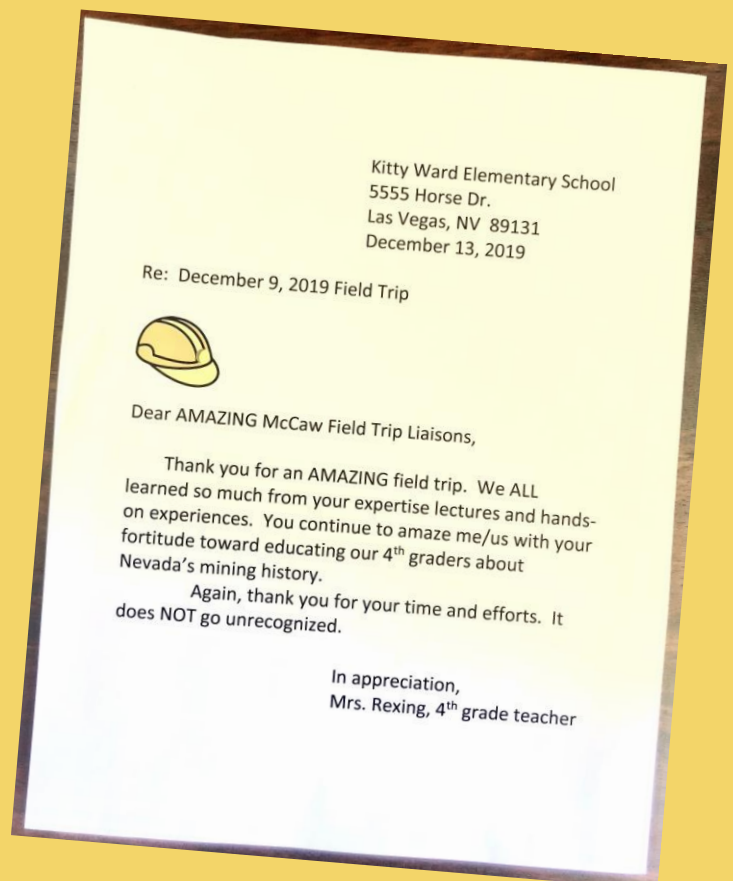 Kitty Ward Elementary School
5555 Horse Dr.
Las Vegas, NV  89131
December 13, 2019
Re:  December 9, 2019 Field Trip
Dear AMAZING McCaw Field Trip Liaisons,
Thank you for an AMAZING field trip.  We ALL
learned so much from your expertise lectures and hands-
on experiences.  You continue to amaze me/us with your
fortitude toward educating our 4th graders about
Nevada's mining history.
Again, thank you for your time and efforts.  It
does NOT go unrecognized.
In appreciation,
Mrs. Rexing, 4th grade teacher